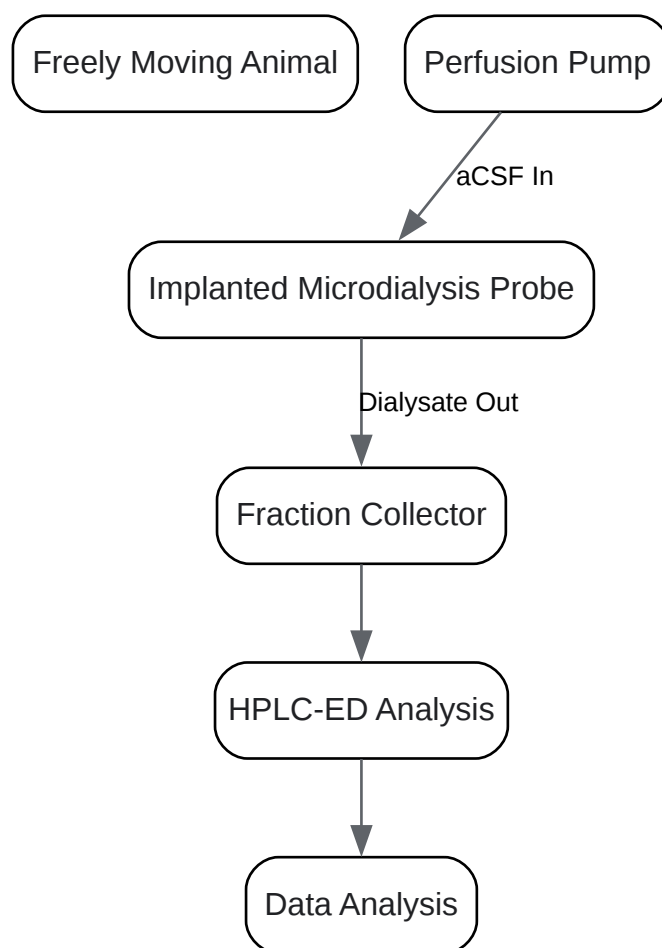 Freely Moving Animal
Perfusion Pump
aCSF In
Implanted Microdialysis Probe
Dialysate Out
Fraction Collector
HPLC-ED Analysis
Data Analysis